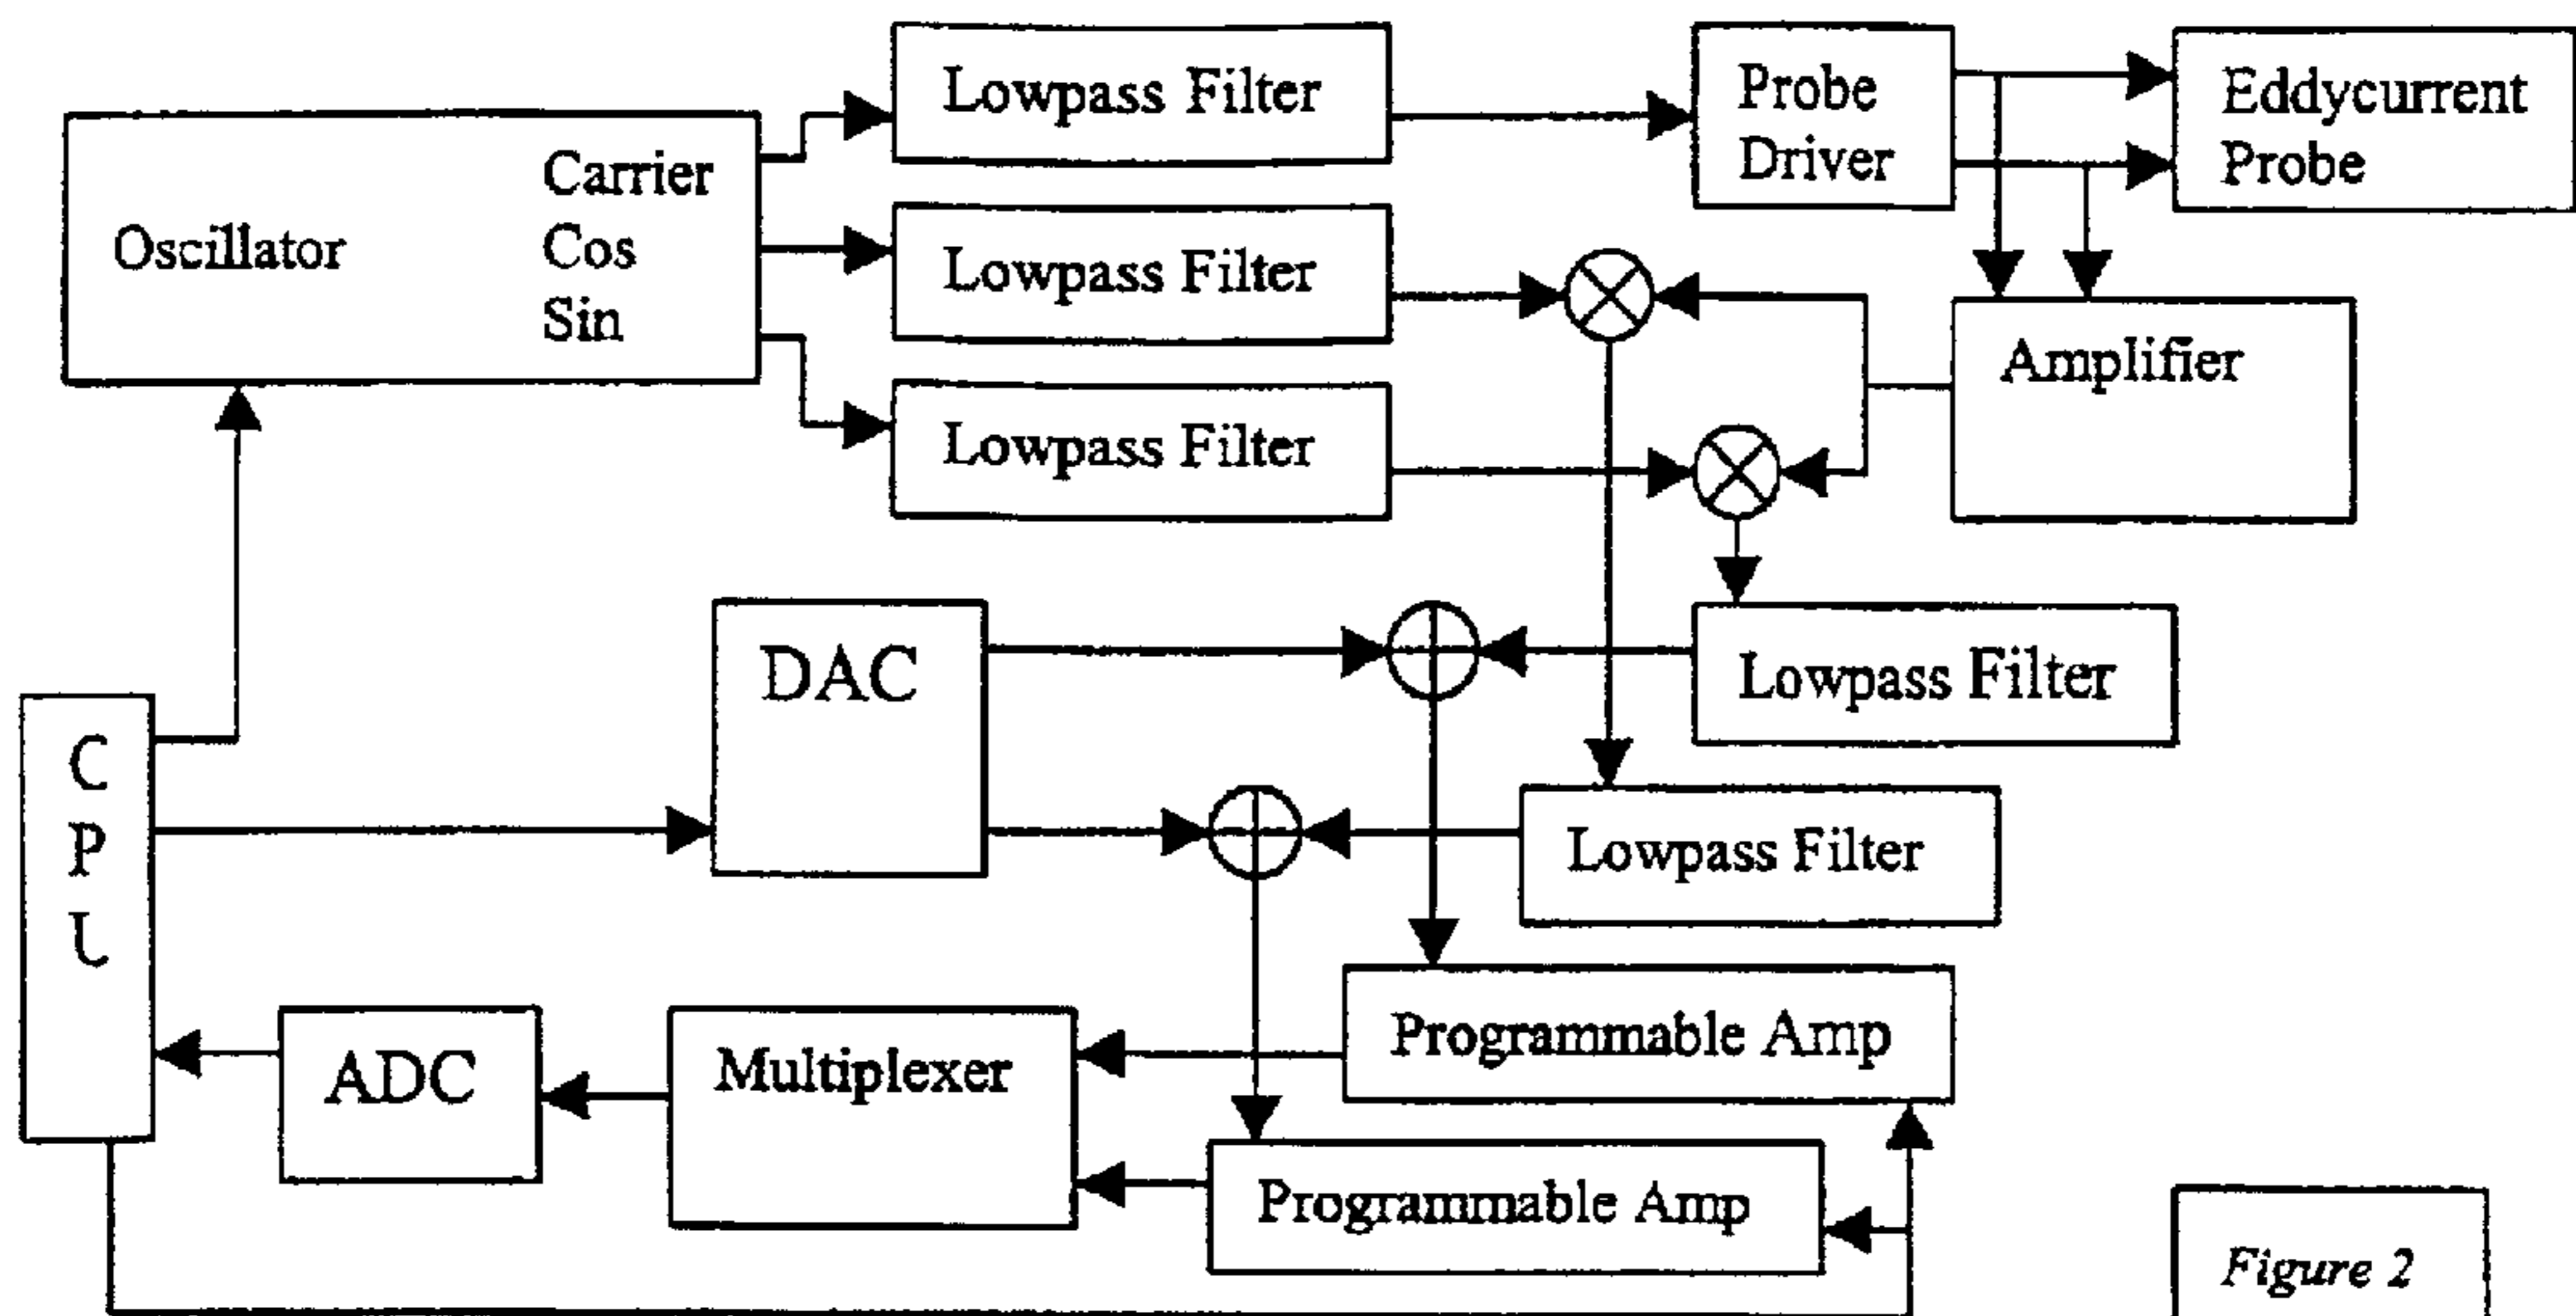 Lowpass Filter
Probe
Driver
Eddycurrent
Probe
Oscillator
Carrier
Cos
Sin
Lowpass Filter
Lowpass Filter
Amplifier
DAC
Lowpass Filter
Lowpass Filter
C
P
L
ADC
Multiplexer
Programmable Amp
Programmable Amp
Figure 2